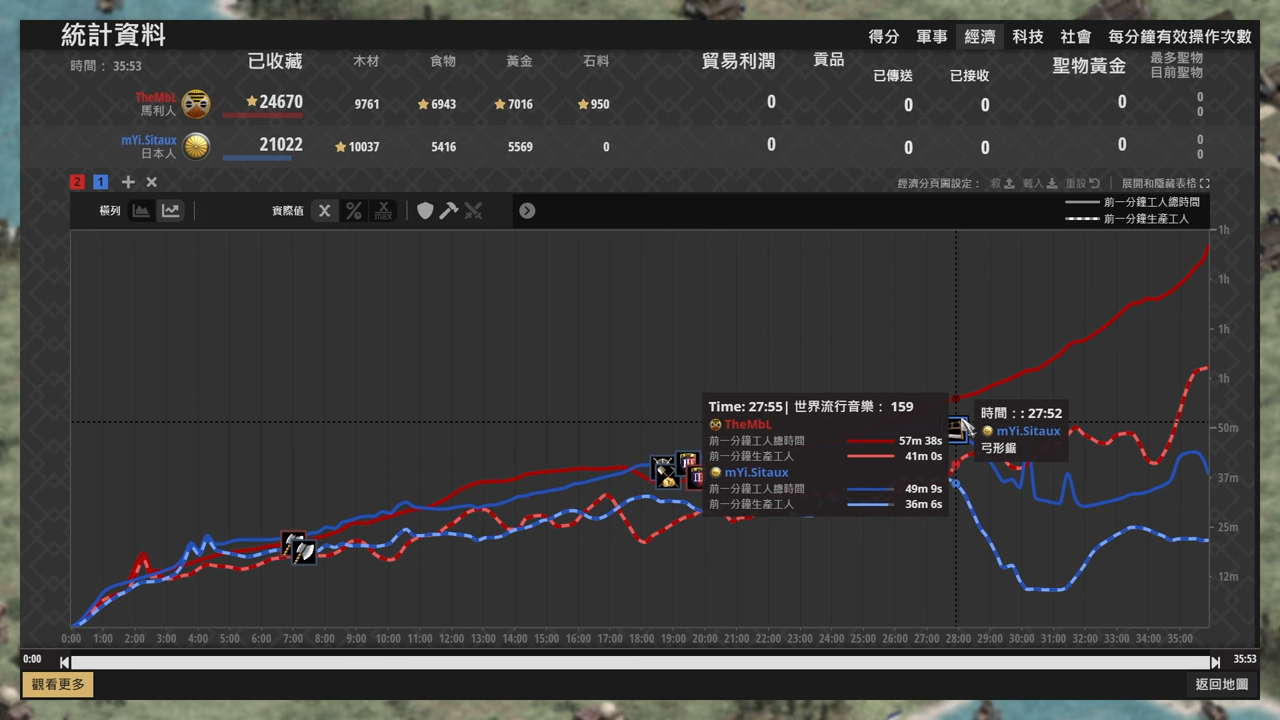 統計資料
得分 軍事 經濟 科技 社會 每分鐘有效操作次數
時間： 35:53
已收藏 木材 食物 黃金 石料 貿易利潤 貢品 已傳送 已接收 聖物黃金 最多聖物
目前聖物
TheMbL
馬利人
24670 9761 6943 7016 950 0 0 0 0 0
0
mYi.Sitaux
日本人
21022 10037 5416 5569 0 0 0 0 0 0
0
2 1
經濟分頁圖設定： 救 載入 重設 展開和隱藏表格
橫列 實際值 X % X max
前一分鐘工人總時間
前一分鐘生產工人
1h
1h
1h
1h
50m
37m
25m
12m
Time: 27:55| 世界流行音樂： 159
TheMbL
前一分鐘工人總時間 57m 38s
前一分鐘生產工人 41m 0s
mYi.Sitaux
前一分鐘工人總時間 49m 9s
前一分鐘生產工人 36m 6s
時間：: 27:52
mYi.Sitaux
弓形鋸
0:00 1:00 2:00 3:00 4:00 5:00 6:00 7:00 8:00 9:00 10:00 11:00 12:00 13:00 14:00 15:00 16:00 17:00 18:00 19:00 20:00 21:00 22:00 23:00 24:00 25:00 26:00 27:00 28:00 29:00 30:00 31:00 32:00 33:00 34:00 35:00
0:00 35:53
觀看更多 返回地圖